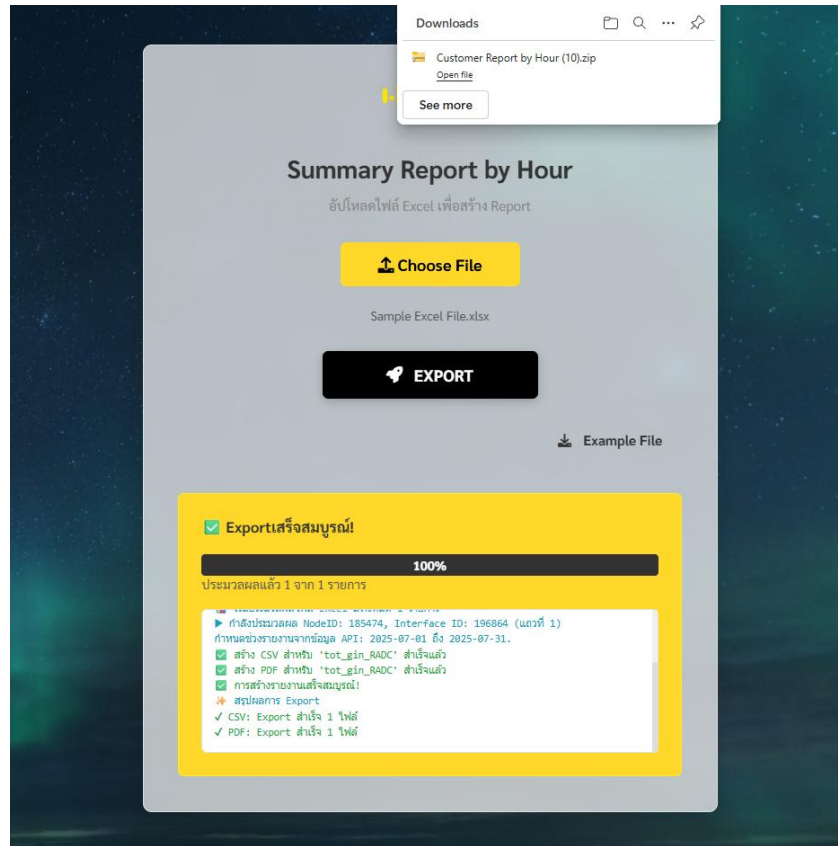 Downloads
Customer Report by Hour (10).zip
Open file
See more
Summary Report by Hour
อัปโหลดไฟล์ Excel เพื่อสร้าง Report
Choose File
Sample Excel File.xlsx
EXPORT
Example File
✅ Exportเสร็จสมบูรณ์!
100%
ประมวลผลแล้ว 1 จาก 1 รายการ
▶ กำลังประมวลผล NodeID: 185474, Interface ID: 196864 (แถวที่ 1)
กำหนดช่วงรายงานจากข้อมูล API: 2025-07-01 ถึง 2025-07-31.
✅ สร้าง CSV สำหรับ 'tot_gin_RADC' สำเร็จแล้ว
✅ สร้าง PDF สำหรับ 'tot_gin_RADC' สำเร็จแล้ว
✅ การสร้างรายงานเสร็จสมบูรณ์!
✨ สรุปผลการ Export
✓ CSV: Export สำเร็จ 1 ไฟล์
✓ PDF: Export สำเร็จ 1 ไฟล์